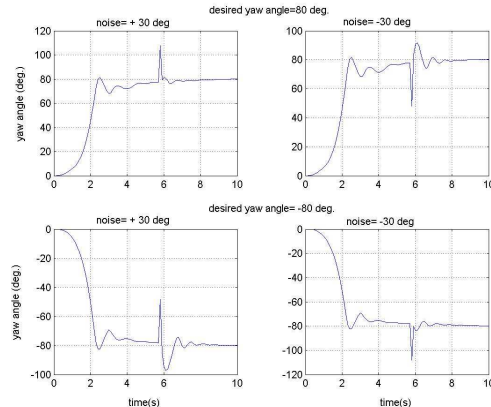 desired yaw angle=80 deg.
noise= + 30 deg
noise= -30 deg
yaw angle (deg.)
120
100
80
60
40
20
0
0 2 4 6 8 10
100
80
60
40
20
0
0 2 4 6 8 10
desired yaw angle= -80 deg.
noise= + 30 deg
noise= -30 deg
yaw angle (deg.)
0
-20
-40
-60
-80
-100
0 2 4 6 8 10
time(s)
0
-20
-40
-60
-80
-100
-120
0 2 4 6 8 10
time(s)